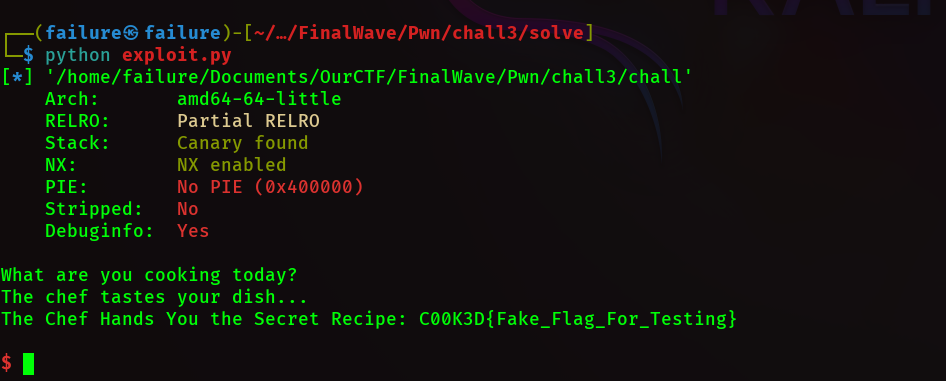 ┌──(failure㉿failure)-[~/…/FinalWave/Pwn/chall3/solve]
└─$ python exploit.py
[*] '/home/failure/Documents/OurCTF/FinalWave/Pwn/chall3/chall'
    Arch:       amd64-64-little
    RELRO:      Partial RELRO
    Stack:      Canary found
    NX:         NX enabled
    PIE:        No PIE (0x400000)
    Stripped:   No
    Debuginfo:  Yes
What are you cooking today?
The chef tastes your dish...
The Chef Hands You the Secret Recipe: C00K3D{Fake_Flag_For_Testing}
$